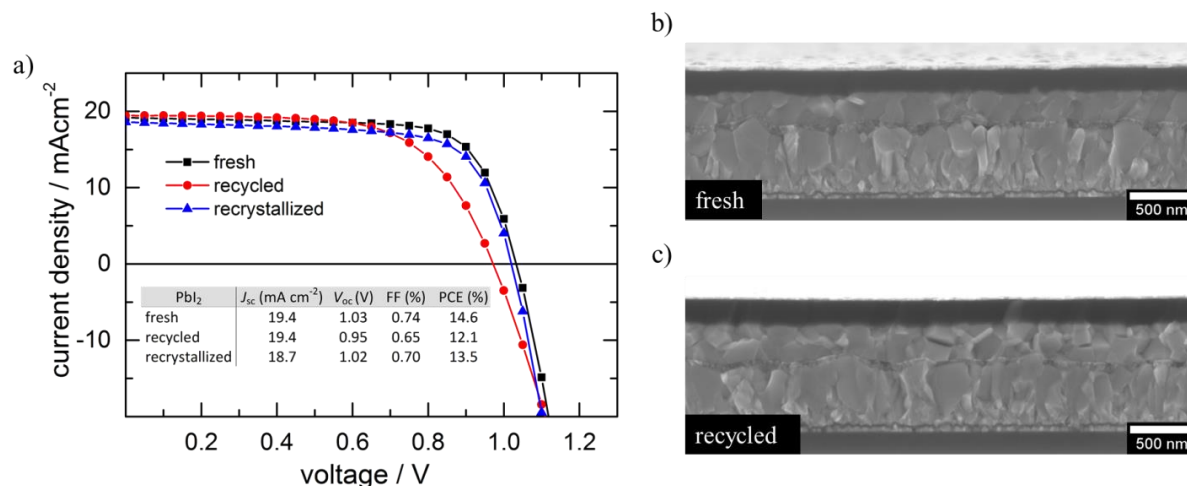 a)
current density / mAcm⁻²
20
10
0
-10
fresh
recycled
recrystallized
PbI₂ Jsc (mA cm⁻²) Voc (V) FF (%) PCE (%)
fresh 19.4 1.03 0.74 14.6
recycled 19.4 0.95 0.65 12.1
recrystallized 18.7 1.02 0.70 13.5
0.2 0.4 0.6 0.8 1.0 1.2
voltage / V
b)
fresh
500 nm
c)
recycled
500 nm